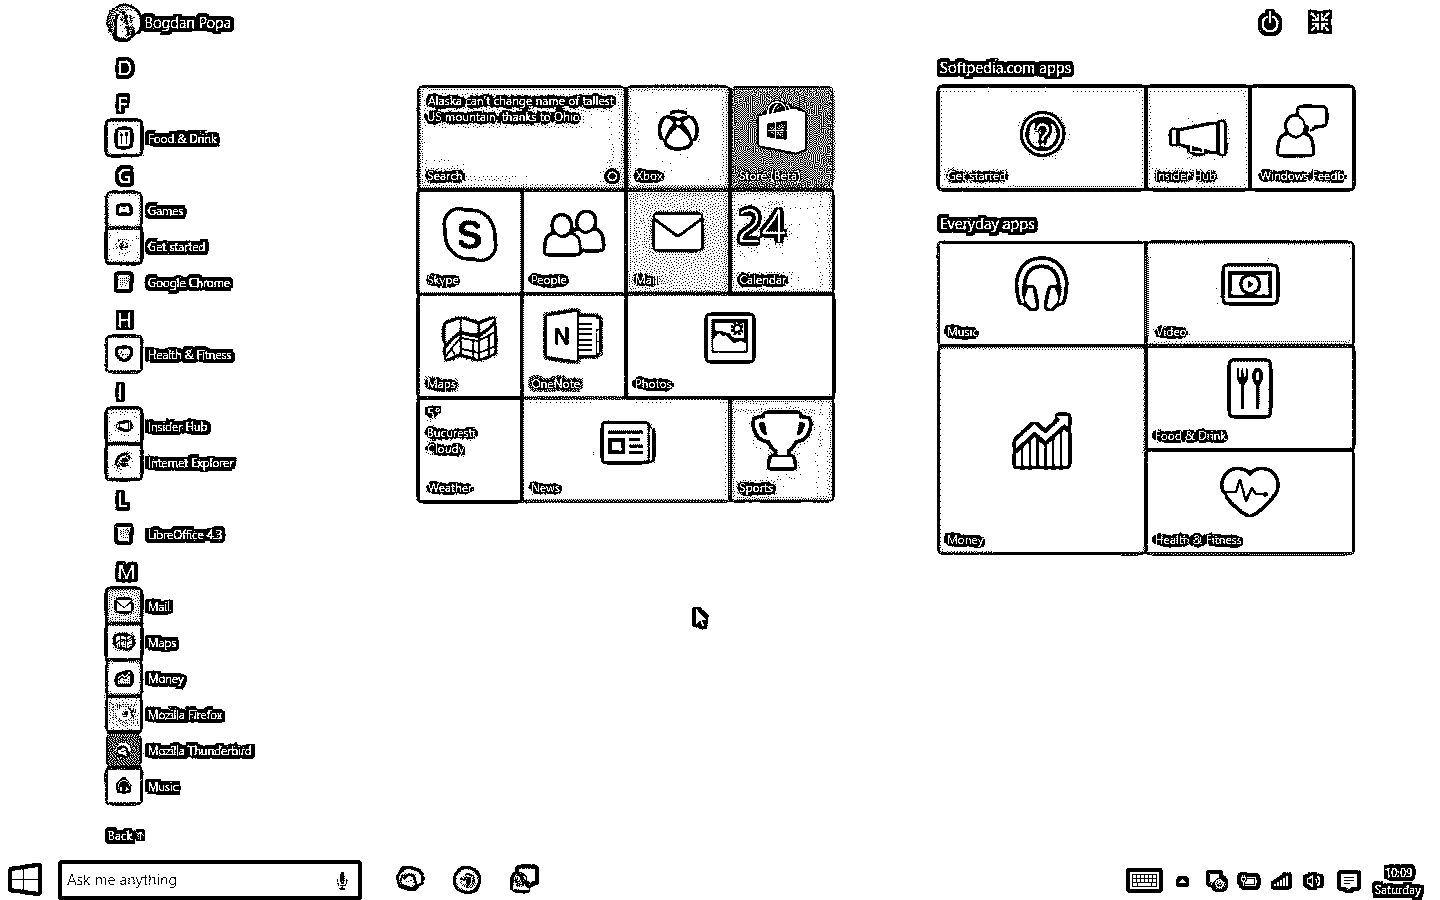 Bogdan Popa
D
F
Food & Drink
G
Games
Get started
Google Chrome
H
Health & Fitness
I
Insider Hub
Internet Explorer
L
LibreOffice 4.3
M
Mail
Maps
Money
Mozilla Firefox
Mozilla Thunderbird
Music
Back
Alaska can't change name of tallest
US mountain, thanks to Ohio
Search
Xbox
Store (Beta)
Skype
People
Mail
24
Calendar
Maps
N
OneNote
Photos
5°
Bucuresti
Cloudy
Weather
News
Sports
Softpedia.com apps
Get started
Insider Hub
Windows Feedb
Everyday apps
Music
Video
Money
Food & Drink
Health & Fitness
Ask me anything
10:09
Saturday